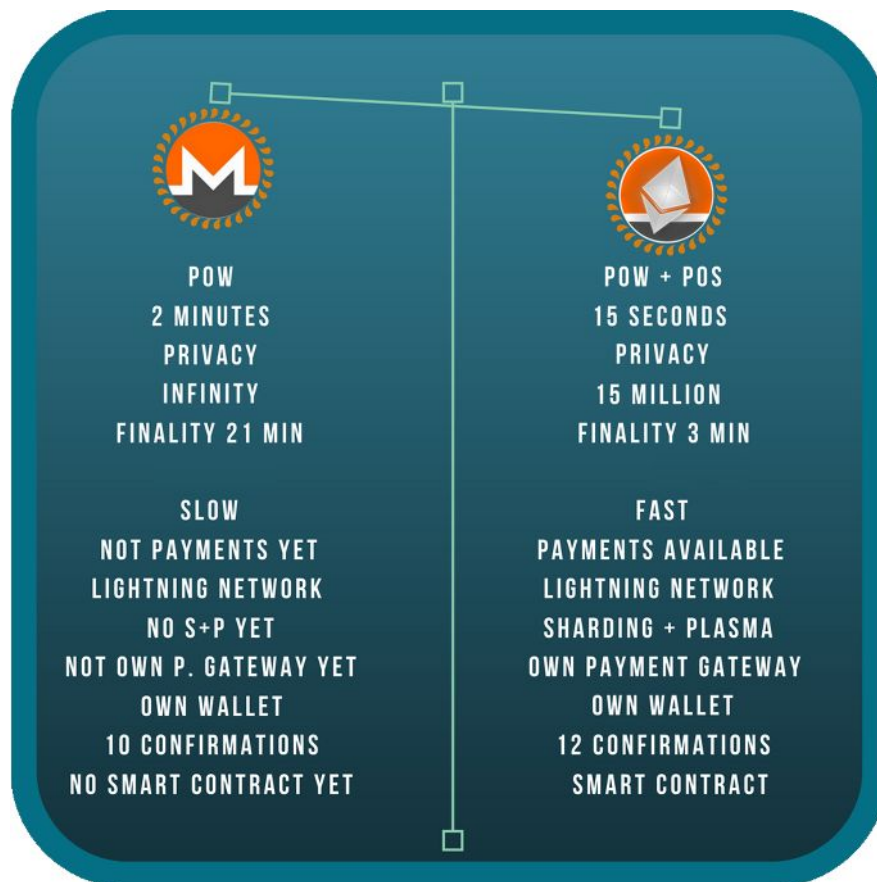 POW
2 MINUTES
PRIVACY
INFINITY
FINALITY 21 MIN
SLOW
NOT PAYMENTS YET
LIGHTNING NETWORK
NO S+P YET
NOT OWN P. GATEWAY YET
OWN WALLET
10 CONFIRMATIONS
NO SMART CONTRACT YET
POW + POS
15 SECONDS
PRIVACY
15 MILLION
FINALITY 3 MIN
FAST
PAYMENTS AVAILABLE
LIGHTNING NETWORK
SHARDING + PLASMA
OWN PAYMENT GATEWAY
OWN WALLET
12 CONFIRMATIONS
SMART CONTRACT